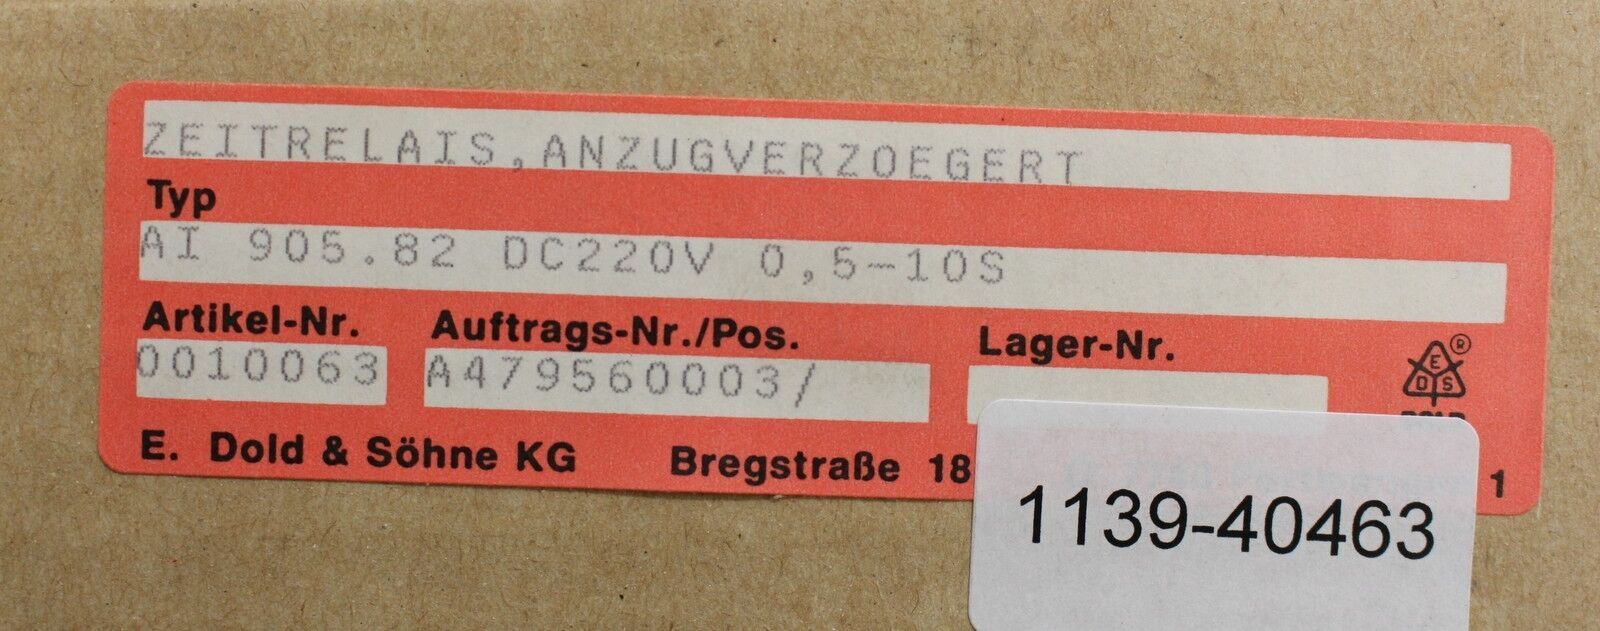 ZEITRELAIS,ANZUGVERZOEGERT
Typ
AI 905.82 DC220V 0,5-10S
Artikel-Nr. Auftrags-Nr./Pos. Lager-Nr.
0010063 A479560003/
E D S ®
E. Dold & Söhne KG Bregstraße 18 1
1139-40463